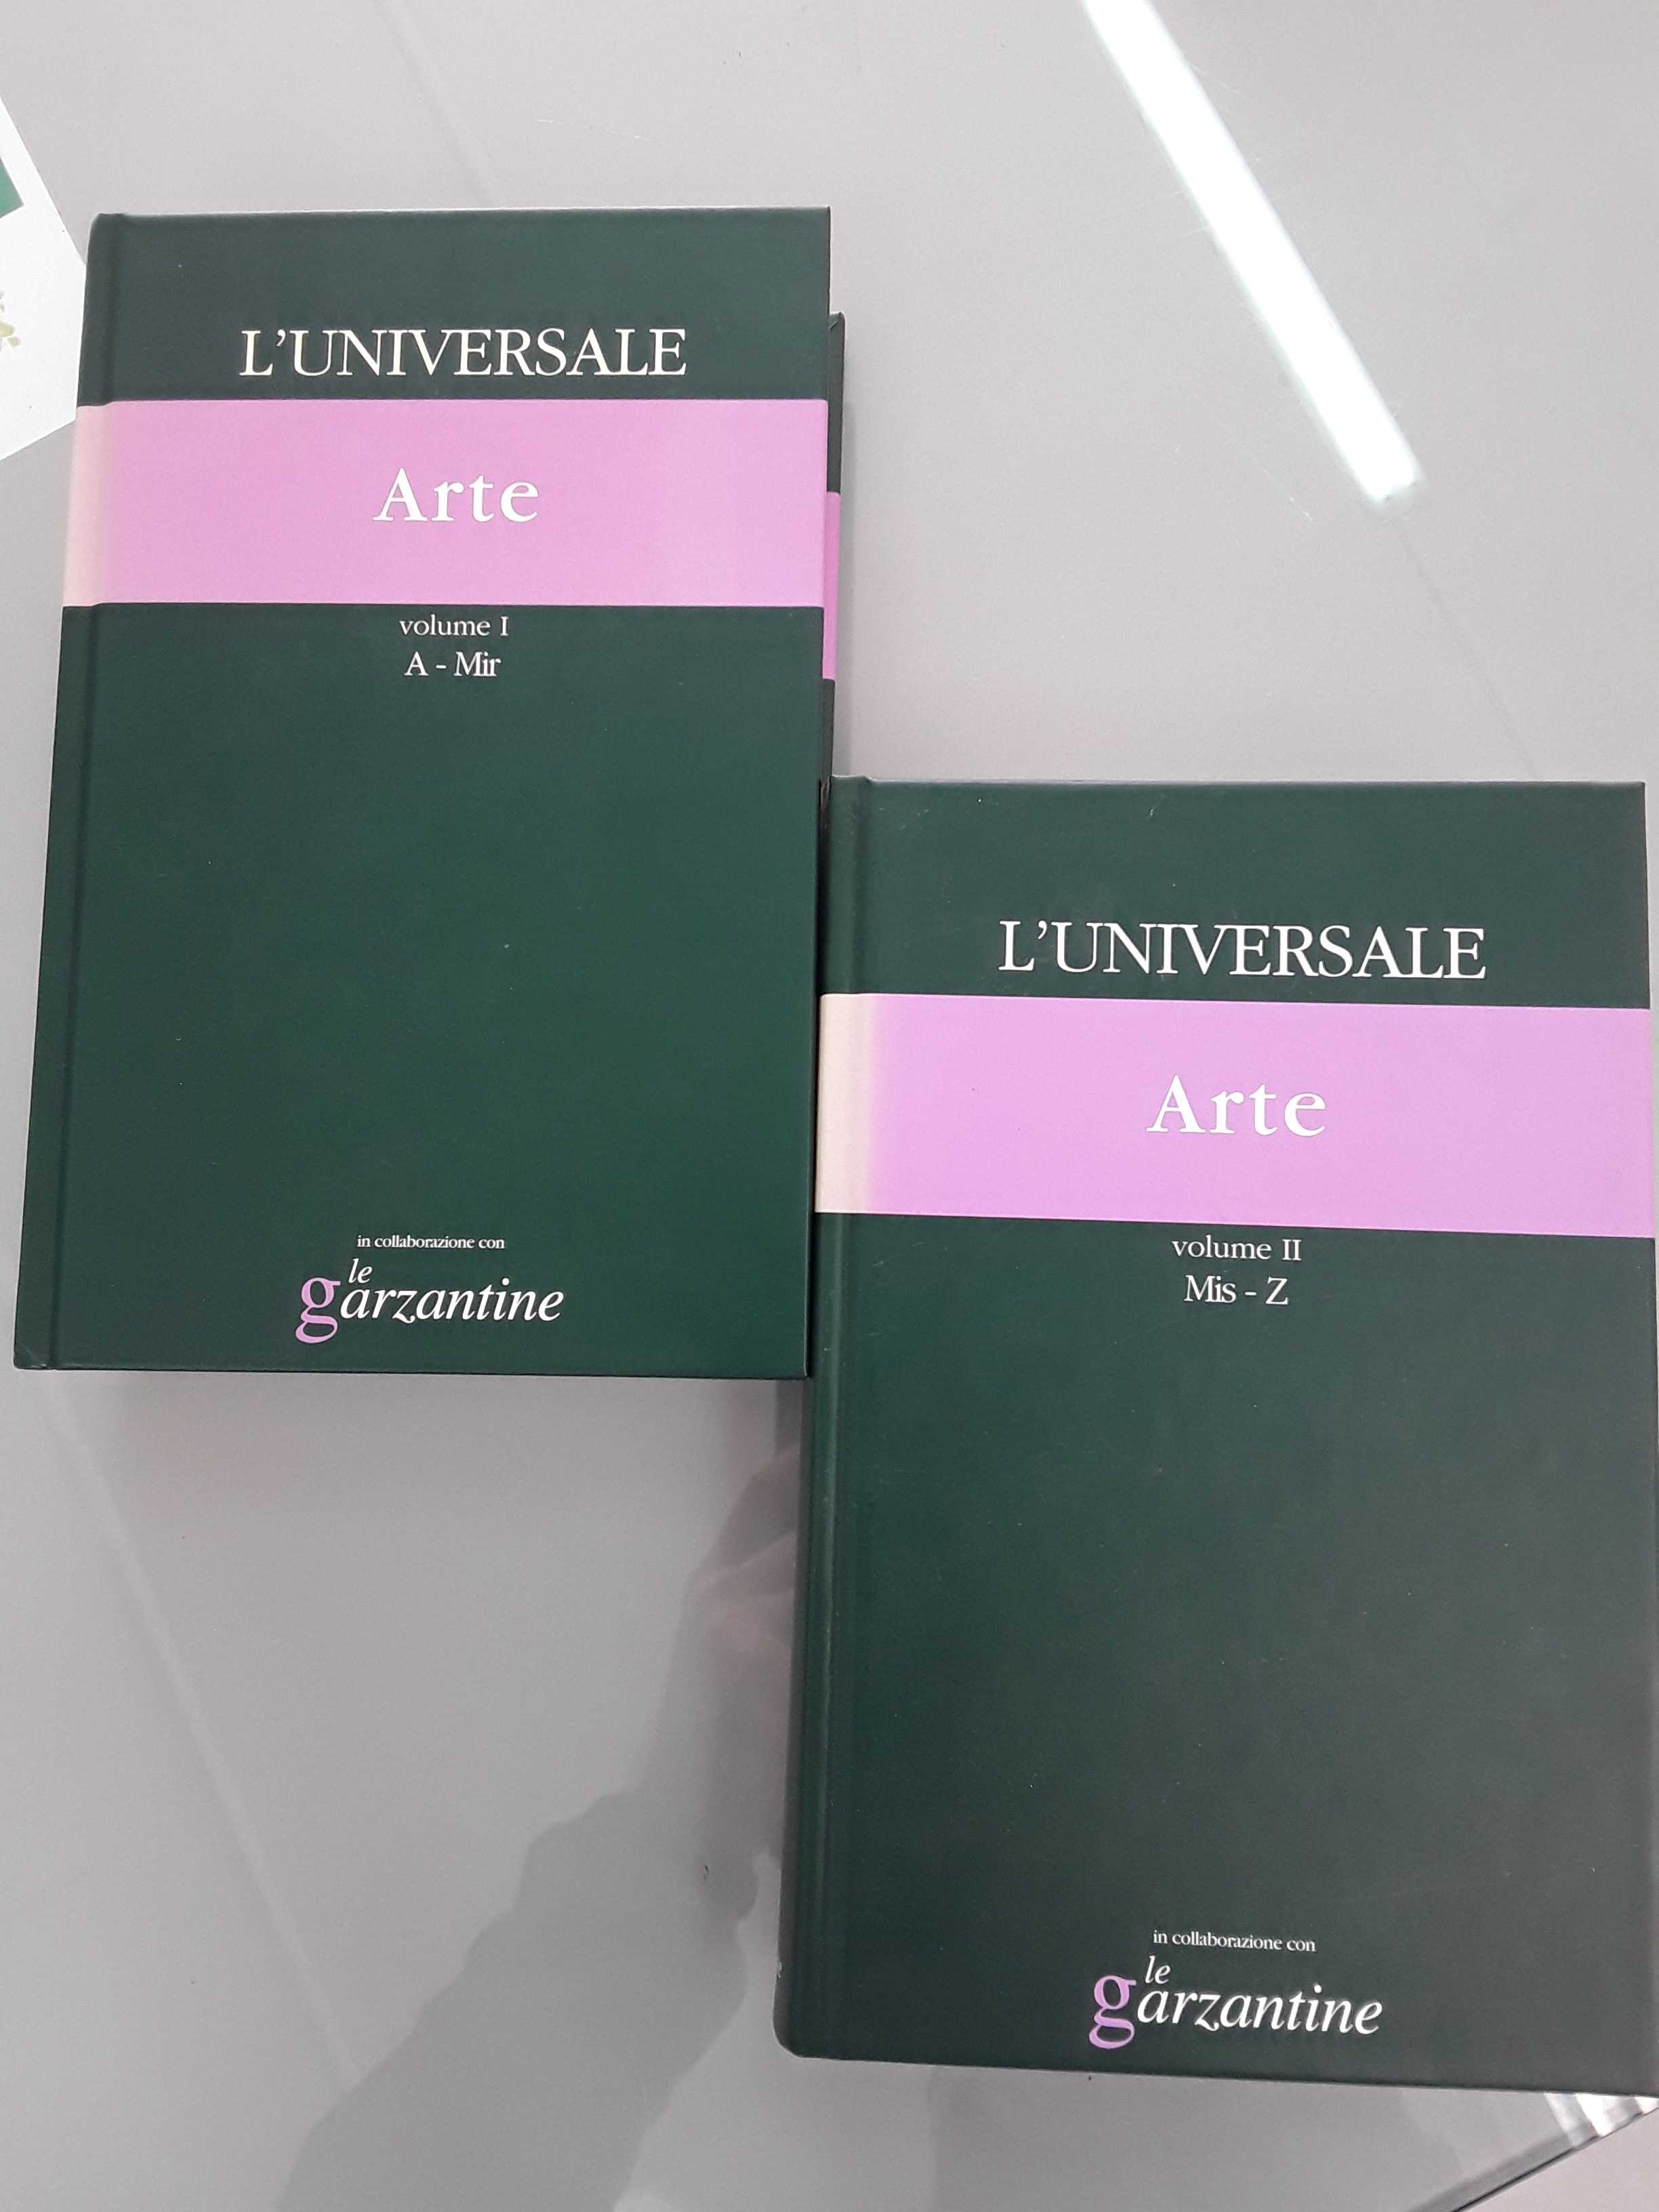 L'UNIVERSALE
Arte
volume I
A - Mir
in collaborazione con
le
garzantine
L'UNIVERSALE
Arte
volume II
Mis - Z
in collaborazione con
le
garzantine